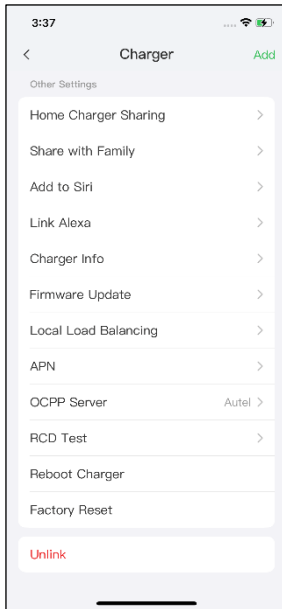 3:37
Charger
Add
Other Settings
Home Charger Sharing
Share with Family
Add to Siri
Link Alexa
Charger Info
Firmware Update
Local Load Balancing
APN
OCPP Server
Autel
RCD Test
Reboot Charger
Factory Reset
Unlink